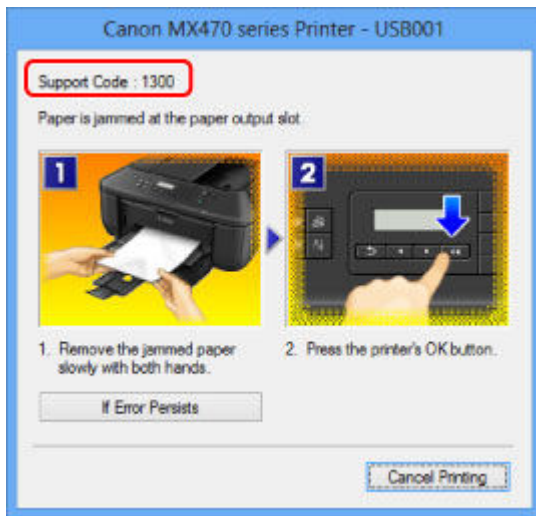 Canon MX470 series Printer - USB001
Support Code : 1300
Paper is jammed at the paper output slot
1
2
1. Remove the jammed paper
slowly with both hands.
2. Press the printer's OK button.
If Error Persists
Cancel Printing